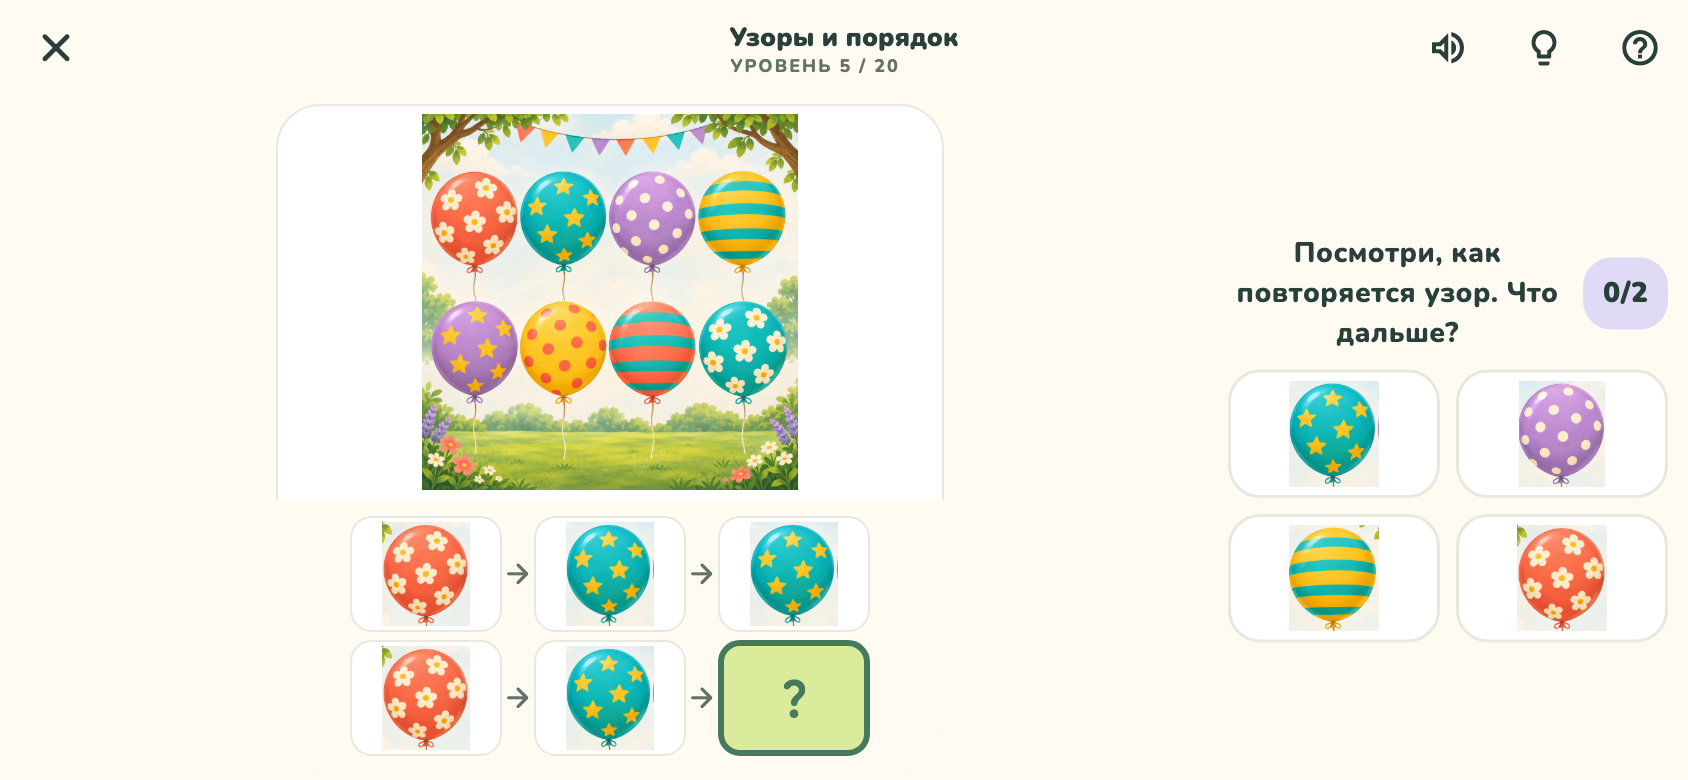 Узоры и порядок
УРОВЕНЬ 5 / 20
Посмотри, как
повторяется узор. Что
дальше?
0/2
?